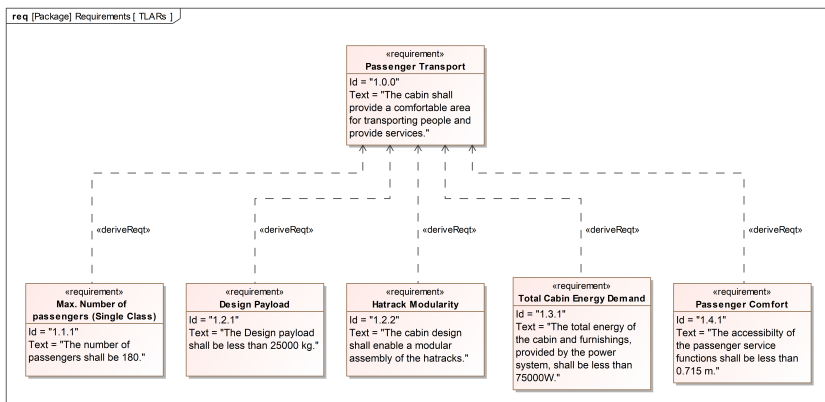 req [Package] Requirements [ TLARs ]
«requirement»
Passenger Transport
Id = "1.0.0"
Text = "The cabin shall
provide a comfortable area
for transporting people and
provide services."
«deriveReqt»
«deriveReqt»
«deriveReqt»
«deriveReqt»
«deriveReqt»
«requirement»
Max. Number of
passengers (Single Class)
Id = "1.1.1"
Text = "The number of
passengers shall be 180."
«requirement»
Design Payload
Id = "1.2.1"
Text = "The Design payload
shall be less than 25000 kg."
«requirement»
Hatrack Modularity
Id = "1.2.2"
Text = "The cabin design
shall enable a modular
assembly of the hatracks."
«requirement»
Total Cabin Energy Demand
Id = "1.3.1"
Text = "The total energy of
the cabin and furnishings,
provided by the power
system, shall be less than
75000W."
«requirement»
Passenger Comfort
Id = "1.4.1"
Text = "The accessibilty of
the passenger service
functions shall be less than
0.715 m."